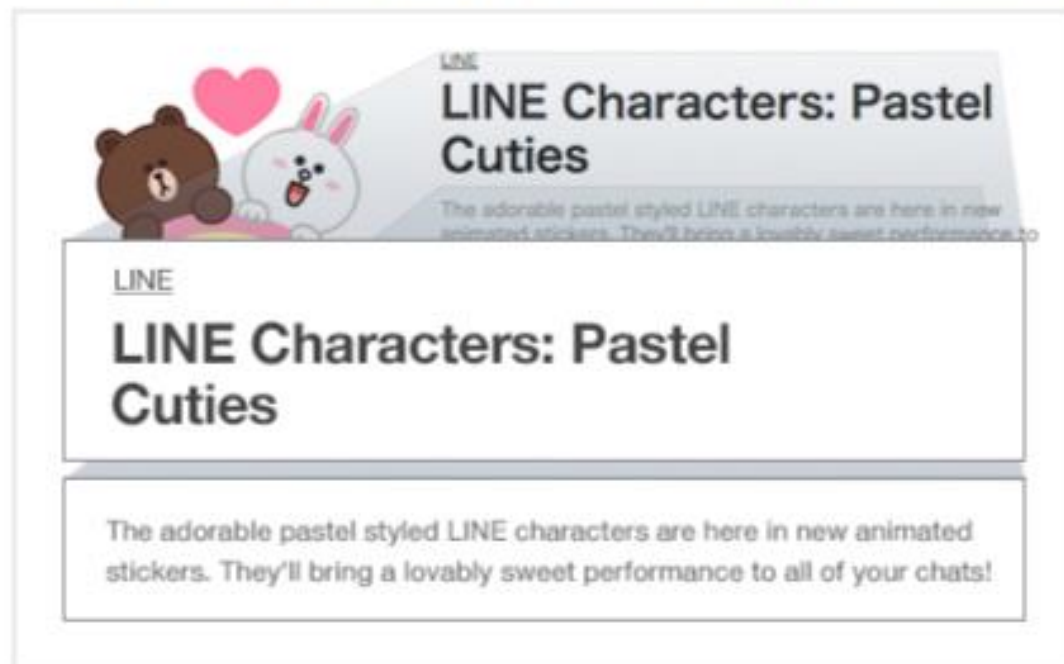 LINE
LINE Characters: Pastel
Cuties
The adorable pastel styled LINE characters are here in new
animated stickers. They'll bring a lovably sweet performance to
LINE
LINE Characters: Pastel
Cuties
The adorable pastel styled LINE characters are here in new animated
stickers. They'll bring a lovably sweet performance to all of your chats!